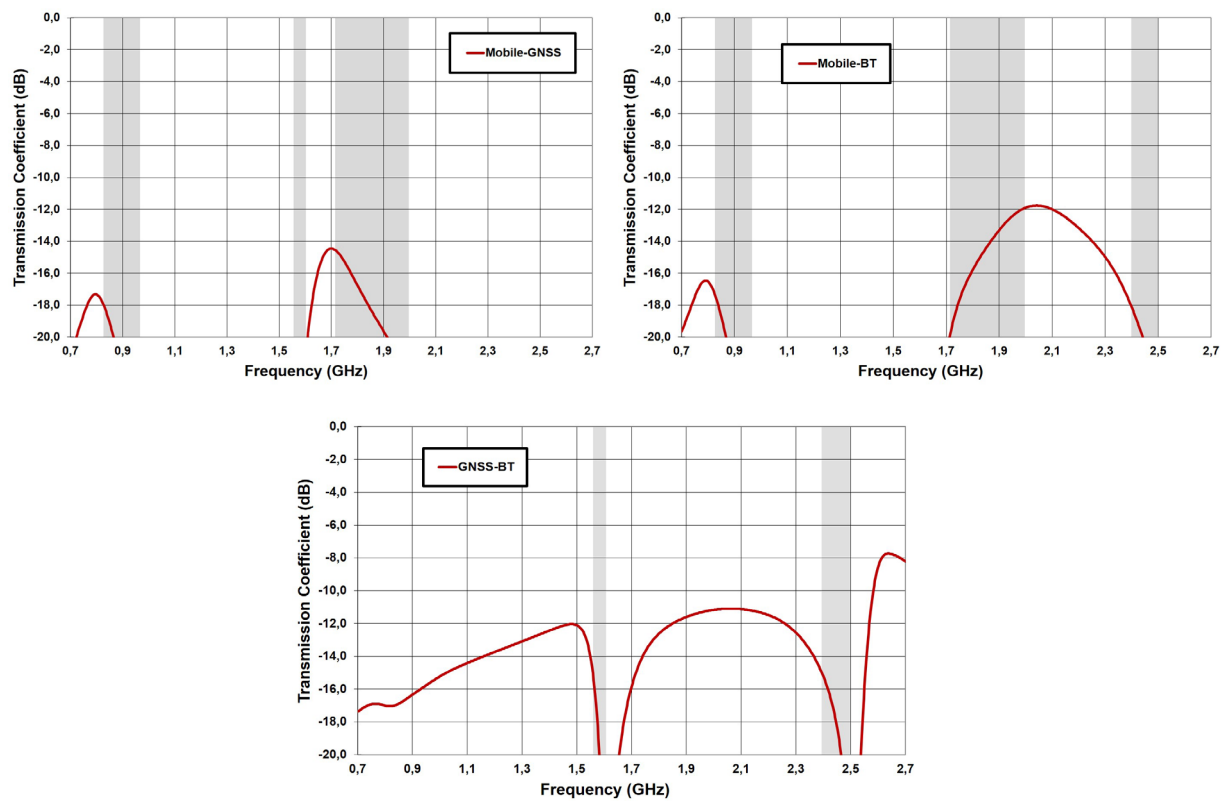 0,0
-2,0
-4,0
-6,0
-8,0
-10,0
-12,0
-14,0
-16,0
-18,0
-20,0
Transmission Coefficient (dB)
Mobile-GNSS
0,7 0,9 1,1 1,3 1,5 1,7 1,9 2,1 2,3 2,5 2,7
Frequency (GHz)
0,0
-2,0
-4,0
-6,0
-8,0
-10,0
-12,0
-14,0
-16,0
-18,0
-20,0
Transmission Coefficient (dB)
Mobile-BT
0,7 0,9 1,1 1,3 1,5 1,7 1,9 2,1 2,3 2,5 2,7
Frequency (GHz)
0,0
-2,0
-4,0
-6,0
-8,0
-10,0
-12,0
-14,0
-16,0
-18,0
-20,0
Transmission Coefficient (dB)
GNSS-BT
0,7 0,9 1,1 1,3 1,5 1,7 1,9 2,1 2,3 2,5 2,7
Frequency (GHz)